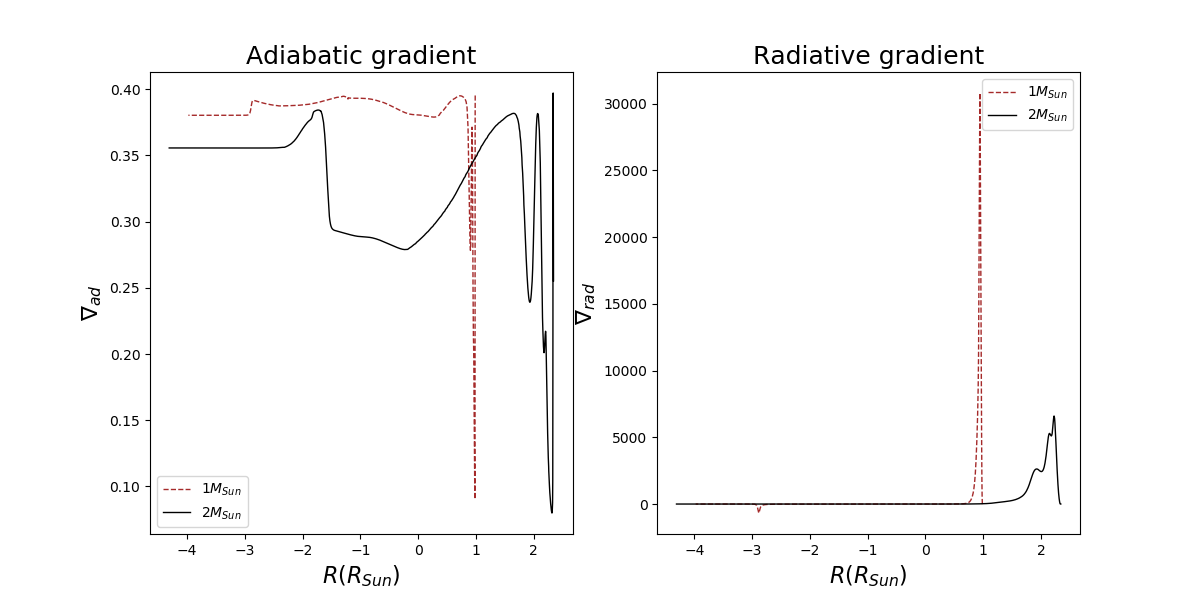 Adiabatic gradient
∇ad
0.40
0.35
0.30
0.25
0.20
0.15
0.10
1MSun
2MSun
−4 −3 −2 −1 0 1 2
R(RSun)
Radiative gradient
∇rad
30000
25000
20000
15000
10000
5000
0
1MSun
2MSun
−4 −3 −2 −1 0 1 2
R(RSun)